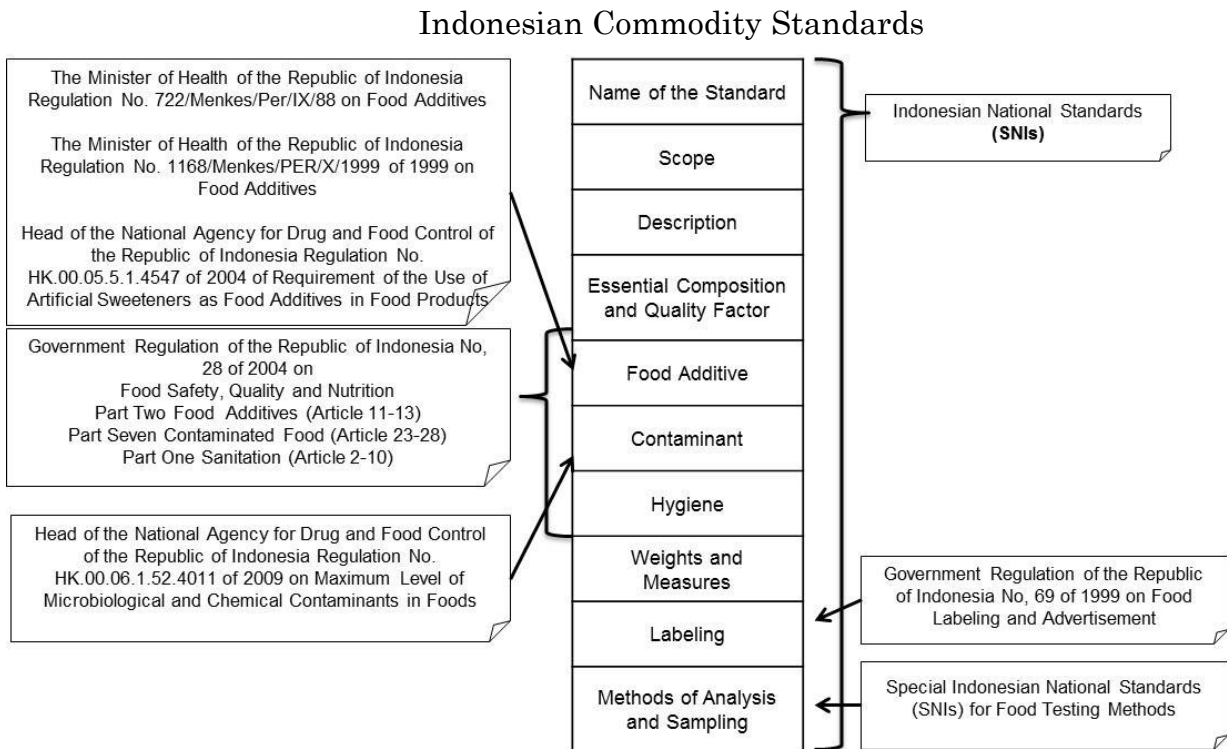 Indonesian Commodity Standards
The Minister of Health of the Republic of Indonesia
Regulation No. 722/Menkes/Per/IX/88 on Food Additives
The Minister of Health of the Republic of Indonesia
Regulation No. 1168/Menkes/PER/X/1999 of 1999 on
Food Additives
Head of the National Agency for Drug and Food Control of
the Republic of Indonesia Regulation No.
HK.00.05.5.1.4547 of 2004 of Requirement of the Use of
Artificial Sweeteners as Food Additives in Food Products
Government Regulation of the Republic of Indonesia No,
28 of 2004 on
Food Safety, Quality and Nutrition
Part Two Food Additives (Article 11-13)
Part Seven Contaminated Food (Article 23-28)
Part One Sanitation (Article 2-10)
Head of the National Agency for Drug and Food Control
of the Republic of Indonesia Regulation No.
HK.00.06.1.52.4011 of 2009 on Maximum Level of
Microbiological and Chemical Contaminants in Foods
Name of the Standard
Scope
Description
Essential Composition
and Quality Factor
Food Additive
Contaminant
Hygiene
Weights and
Measures
Labeling
Methods of Analysis
and Sampling
Indonesian National Standards
(SNIs)
Government Regulation of the Republic
of Indonesia No, 69 of 1999 on Food
Labeling and Advertisement
Special Indonesian National Standards
(SNIs) for Food Testing Methods